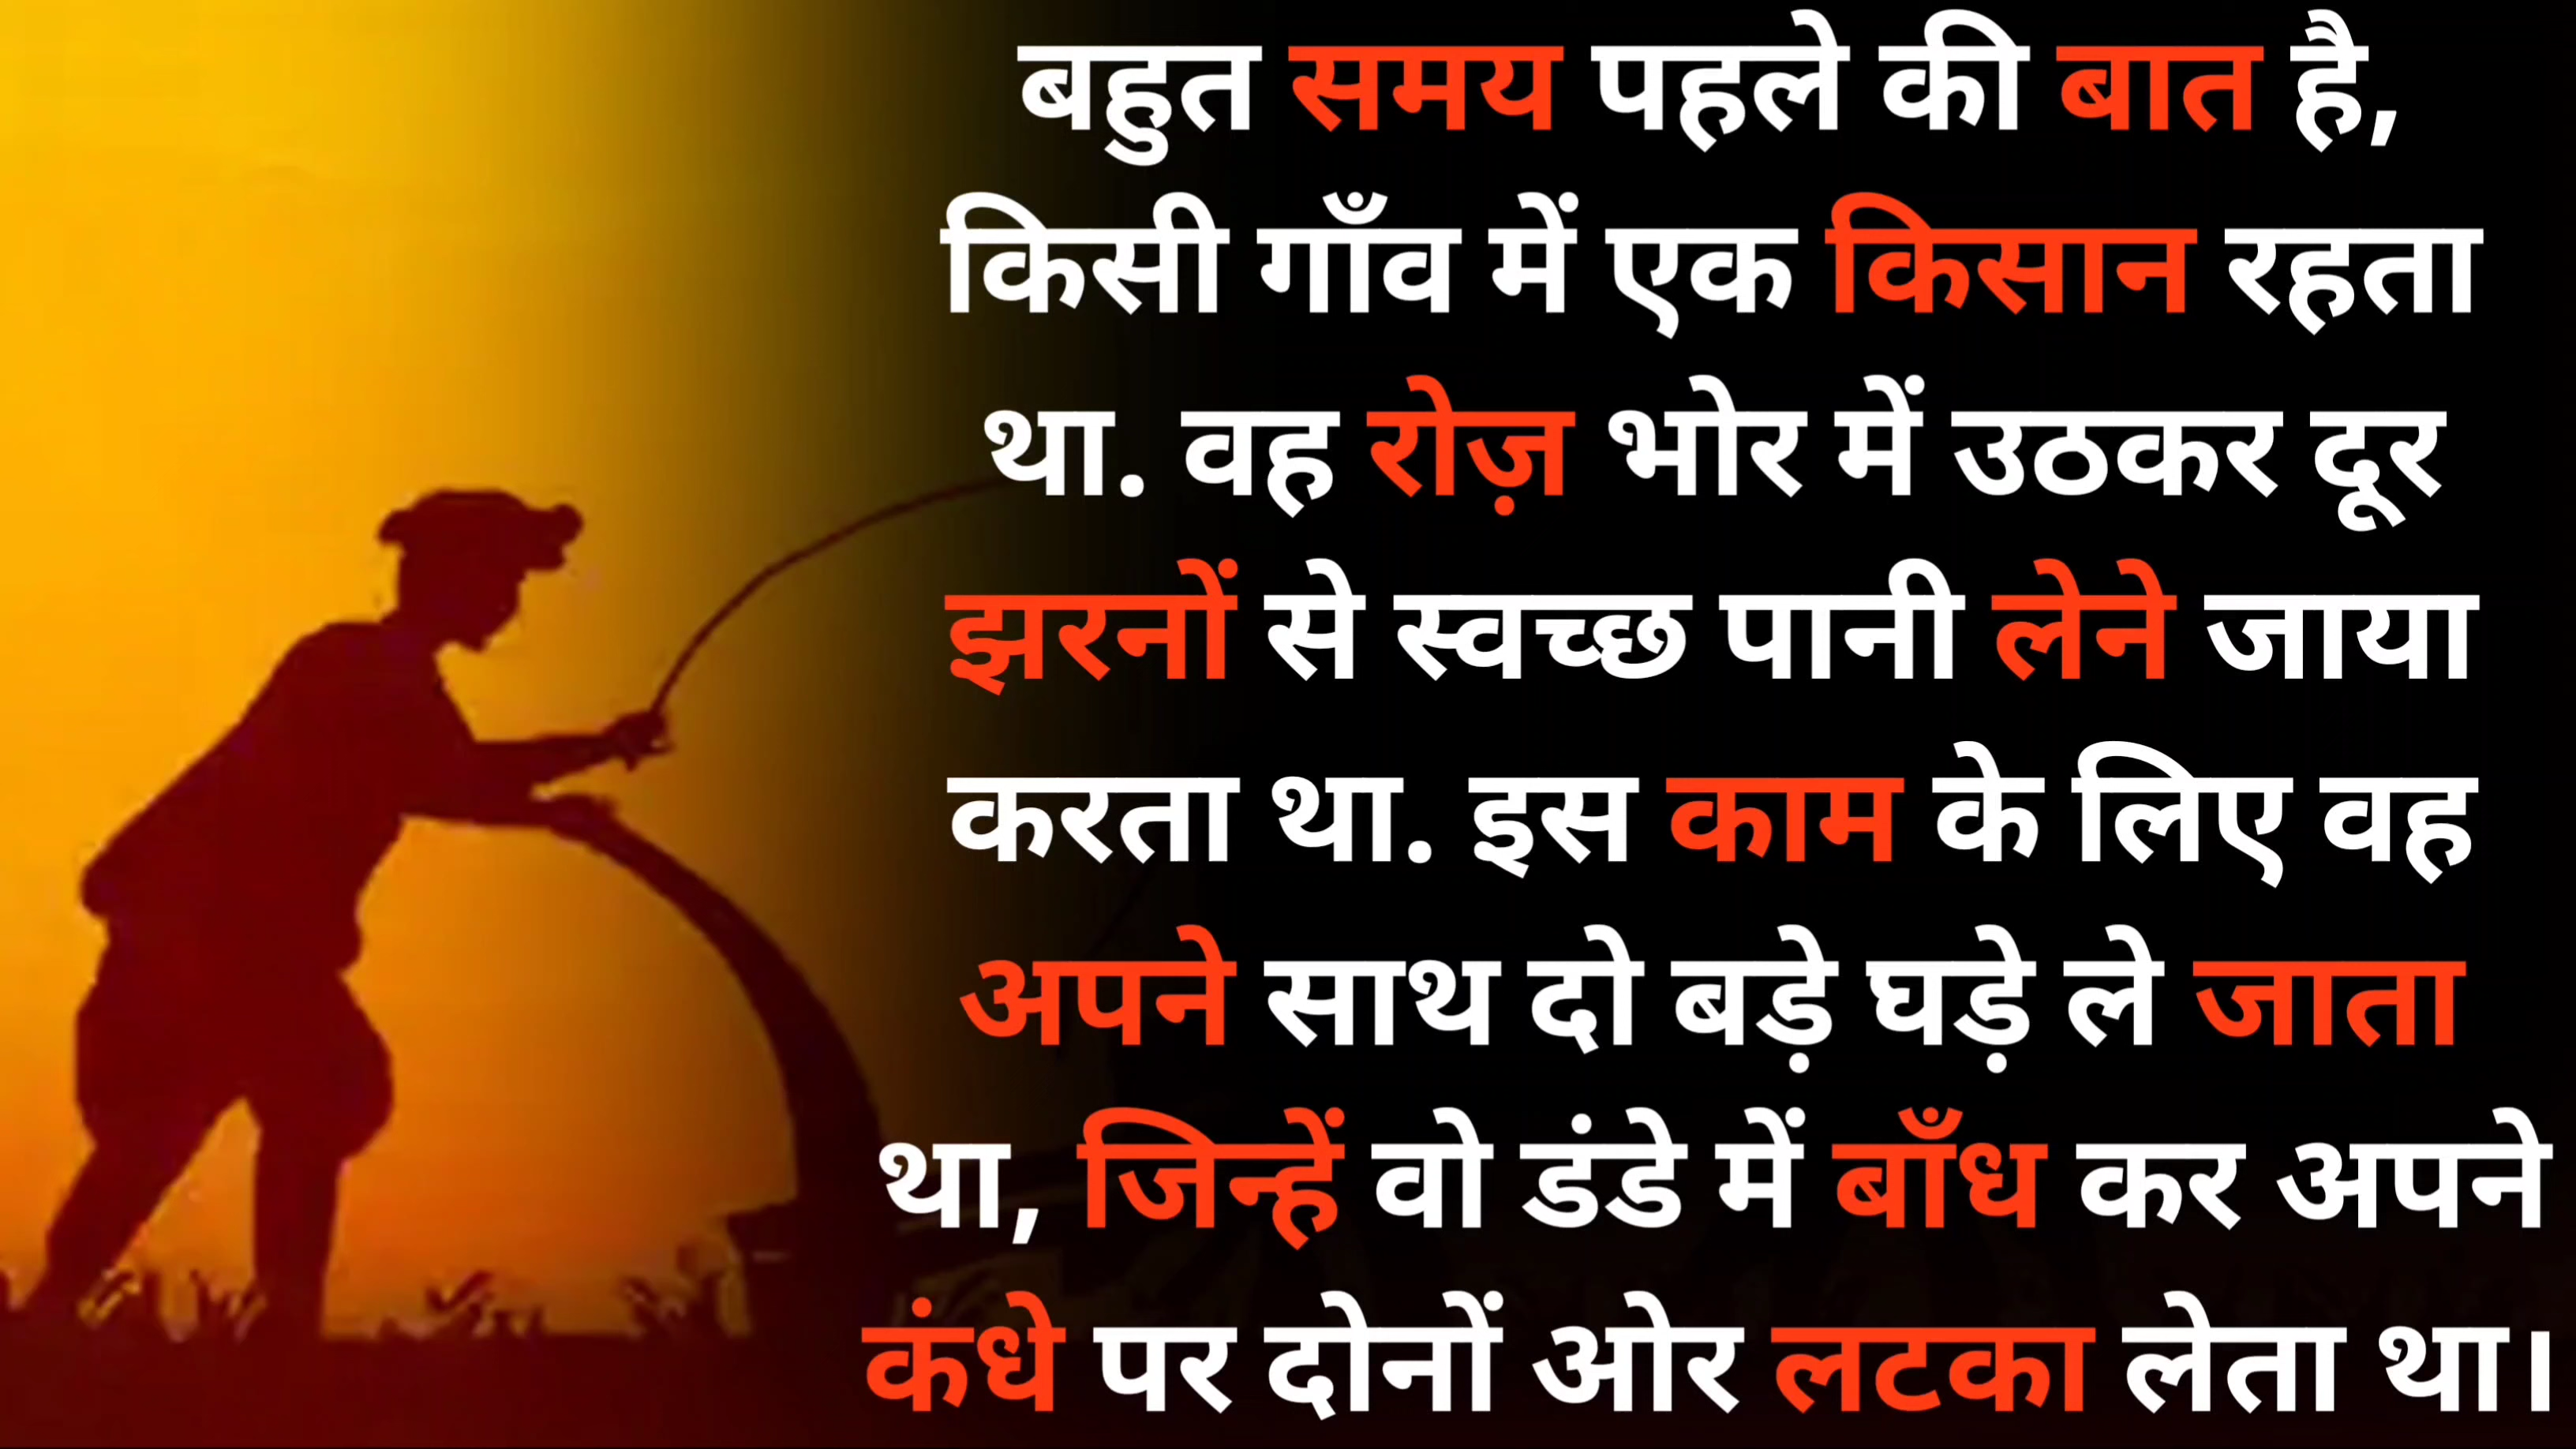 बहुत समय पहले की बात है,
किसी गाँव में एक किसान रहता
था. वह रोज़ भोर में उठकर दूर
झरनों से स्वच्छ पानी लेने जाया
करता था. इस काम के लिए वह
अपने साथ दो बड़े घड़े ले जाता
था, जिन्हें वो डंडे में बाँध कर अपने
कंधे पर दोनों ओर लटका लेता था।